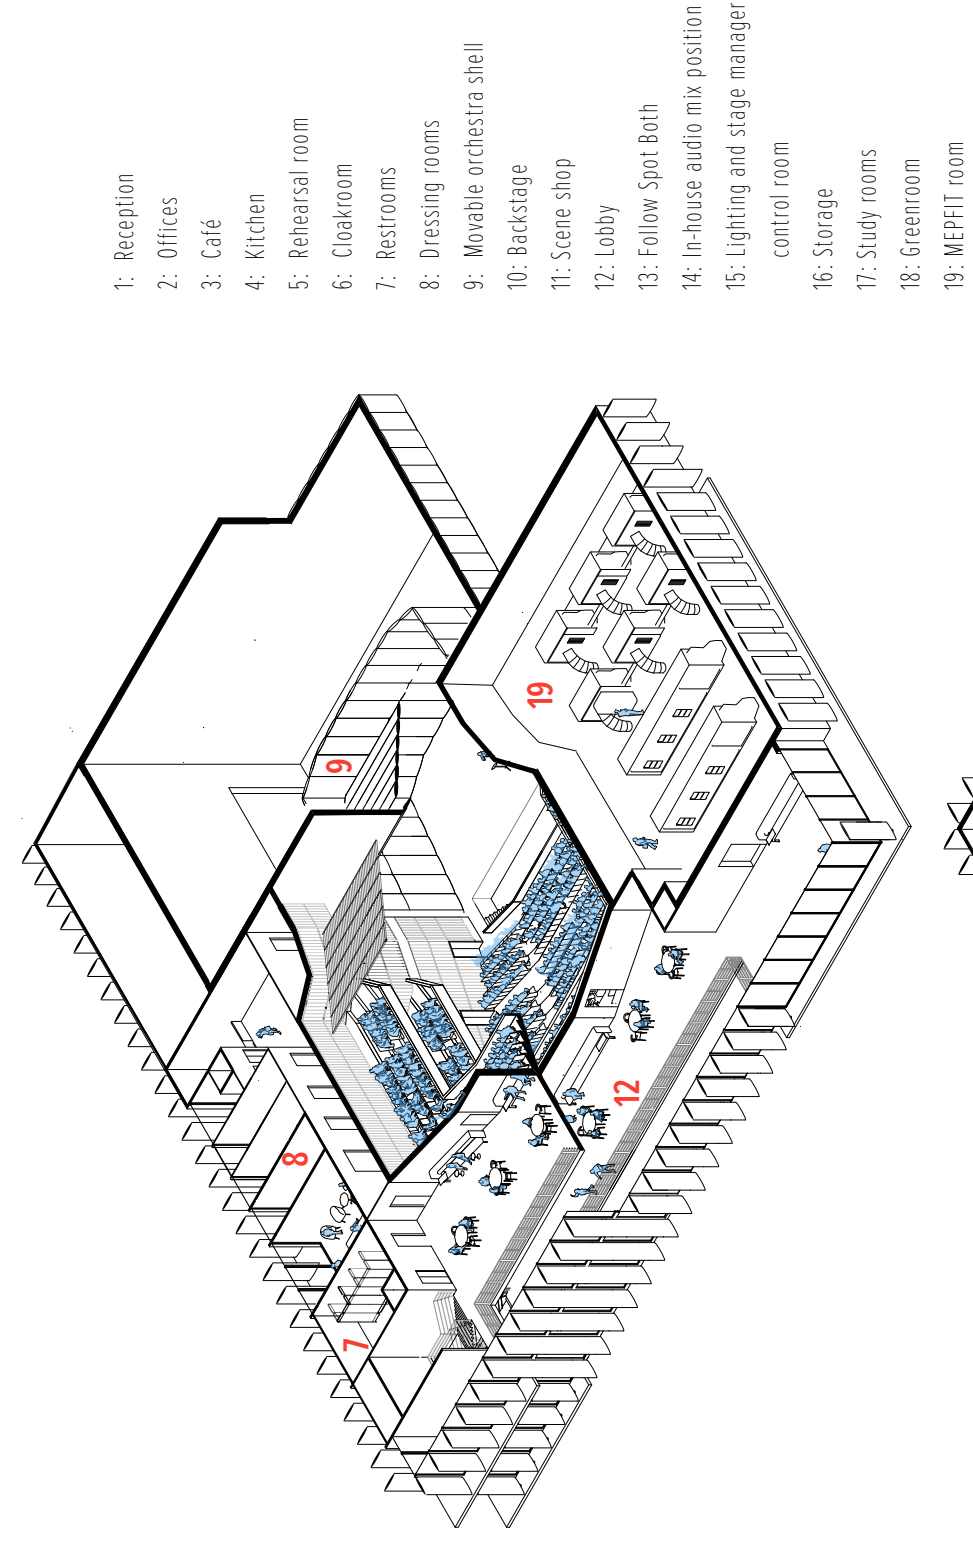 1: Reception
2: Offices
3: Café
4: Kitchen
5: Rehearsal room
6: Cloakroom
7: Restrooms
8: Dressing rooms
9: Movable orchestra shell
10: Backstage
11: Scene shop
12: Lobby
13: Follow Spot Both
14: In-house audio mix position
15: Lighting and stage manager
control room
16: Storage
17: Study rooms
18: Greenroom
19: MEPFIT room
9
19
8
12
7